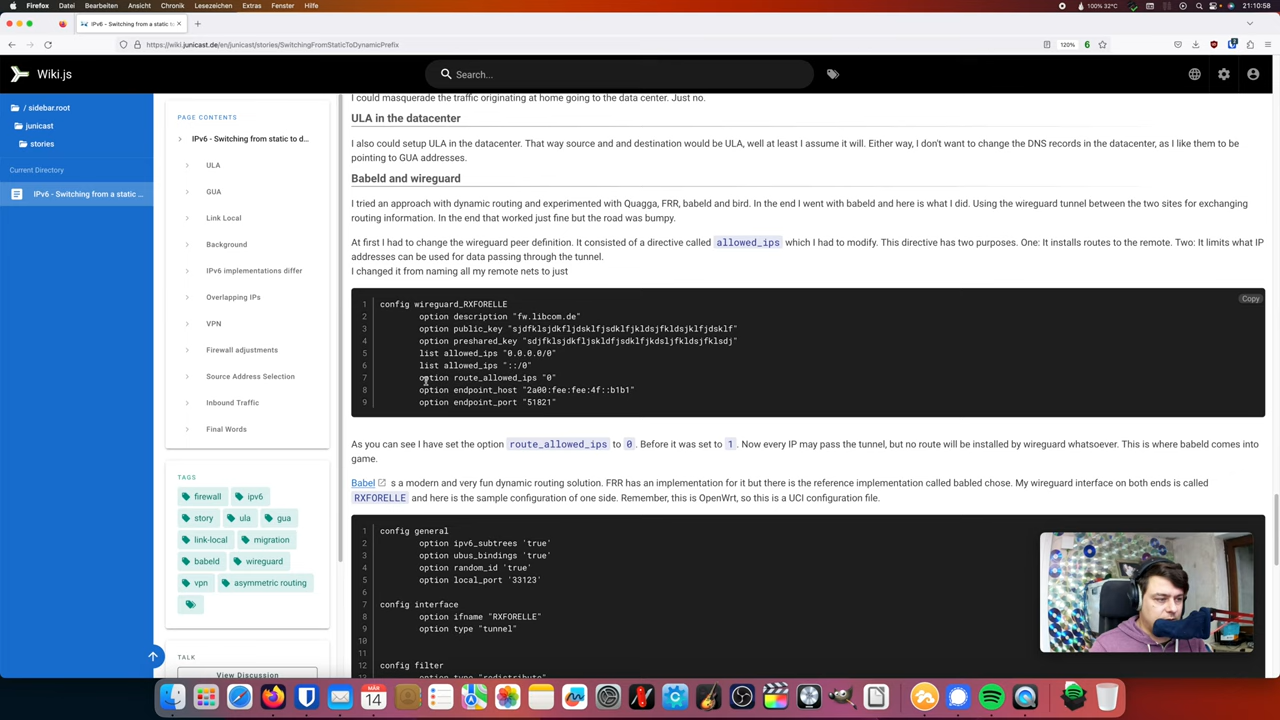 Firefox Datei Bearbeiten Ansicht Chronik Lesezeichen Extras Fenster Hilfe 100% 32°C 21:10:58
IPv6 - Switching from a static to
https://wiki.junicast.de/en/junicast/stories/SwitchingFromStaticToDynamicPrefix 120% 6
Wiki.js
Search...
/ sidebar.root
junicast
stories
Current Directory
IPv6 - Switching from a static ...
PAGE CONTENTS
IPv6 - Switching from static to d...
ULA
GUA
Link Local
Background
IPv6 implementations differ
Overlapping IPs
VPN
Firewall adjustments
Source Address Selection
Inbound Traffic
Final Words
TAGS
firewall ipv6
story ula gua
link-local migration
babeld wireguard
vpn asymmetric routing
TALK
View Discussion
I could masquerade the traffic originating at home going to the data center. Just no.
ULA in the datacenter
I also could setup ULA in the datacenter. That way source and and destination would be ULA, well at least I assume it will. Either way, I don't want to change the DNS records in the datacenter, as I like them to be
pointing to GUA addresses.
Babeld and wireguard
I tried an approach with dynamic routing and experimented with Quagga, FRR, babeld and bird. In the end I went with babeld and here is what I did. Using the wireguard tunnel between the two sites for exchanging
routing information. In the end that worked just fine but the road was bumpy.
At first I had to change the wireguard peer definition. It consisted of a directive called allowed_ips which I had to modify. This directive has two purposes. One: It installs routes to the remote. Two: It limits what IP
addresses can be used for data passing through the tunnel.
I changed it from naming all my remote nets to just
Copy
1 config wireguard_RXFORELLE
2 option description "fw.libcom.de"
3 option public_key "sjdfklsjdkfljdsklfjsdklfjkldsjfkldsjklfjdsklf"
4 option preshared_key "sdjfklsjdkfljskldfjsdklfjkdsljfkldsjfklsdj"
5 list allowed_ips "0.0.0.0/0"
6 list allowed_ips "::/0"
7 option route_allowed_ips "0"
8 option endpoint_host "2a00:fee:fee:4f::b1b1"
9 option endpoint_port "51821"
As you can see I have set the option route_allowed_ips to 0. Before it was set to 1. Now every IP may pass the tunnel, but no route will be installed by wireguard whatsoever. This is where babeld comes into
game.
Babel s a modern and very fun dynamic routing solution. FRR has an implementation for it but there is the reference implementation called babled chose. My wireguard interface on both ends is called
RXFORELLE and here is the sample configuration of one side. Remember, this is OpenWrt, so this is a UCI configuration file.
1 config general
2 option ipv6_subtrees 'true'
3 option ubus_bindings 'true'
4 option random_id 'true'
5 option local_port '33123'
6
7 config interface
8 option ifname "RXFORELLE"
9 option type "tunnel"
10
11
12 config filter
MÄR
14